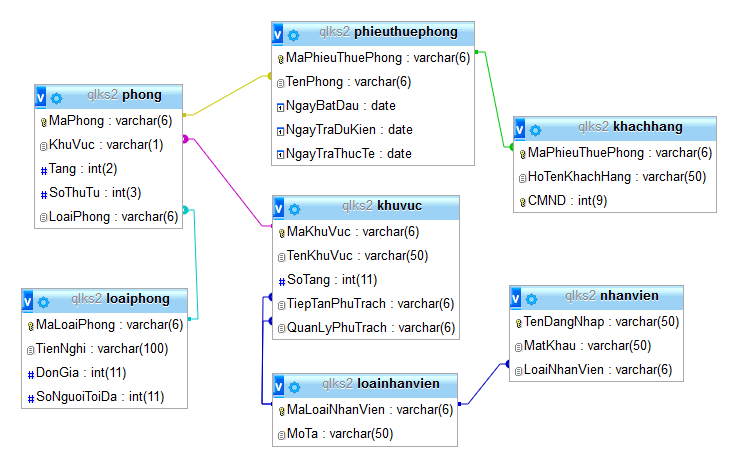 qlks2 phieuthuephong
MaPhieuThuePhong : varchar(6)
TenPhong : varchar(6)
NgayBatDau : date
NgayTraDuKien : date
NgayTraThucTe : date
qlks2 phong
MaPhong : varchar(6)
KhuVuc : varchar(1)
Tang : int(2)
SoThuTu : int(3)
LoaiPhong : varchar(6)
qlks2 khachhang
MaPhieuThuePhong : varchar(6)
HoTenKhachHang : varchar(50)
CMND : int(9)
qlks2 khuvuc
MaKhuVuc : varchar(6)
TenKhuVuc : varchar(50)
SoTang : int(11)
TiepTanPhuTrach : varchar(6)
QuanLyPhuTrach : varchar(6)
qlks2 loaiphong
MaLoaiPhong : varchar(6)
TienNghi : varchar(100)
DonGia : int(11)
SoNguoiToiDa : int(11)
qlks2 nhanvien
TenDangNhap : varchar(50)
MatKhau : varchar(50)
LoaiNhanVien : varchar(6)
qlks2 loainhanvien
MaLoaiNhanVien : varchar(6)
MoTa : varchar(50)